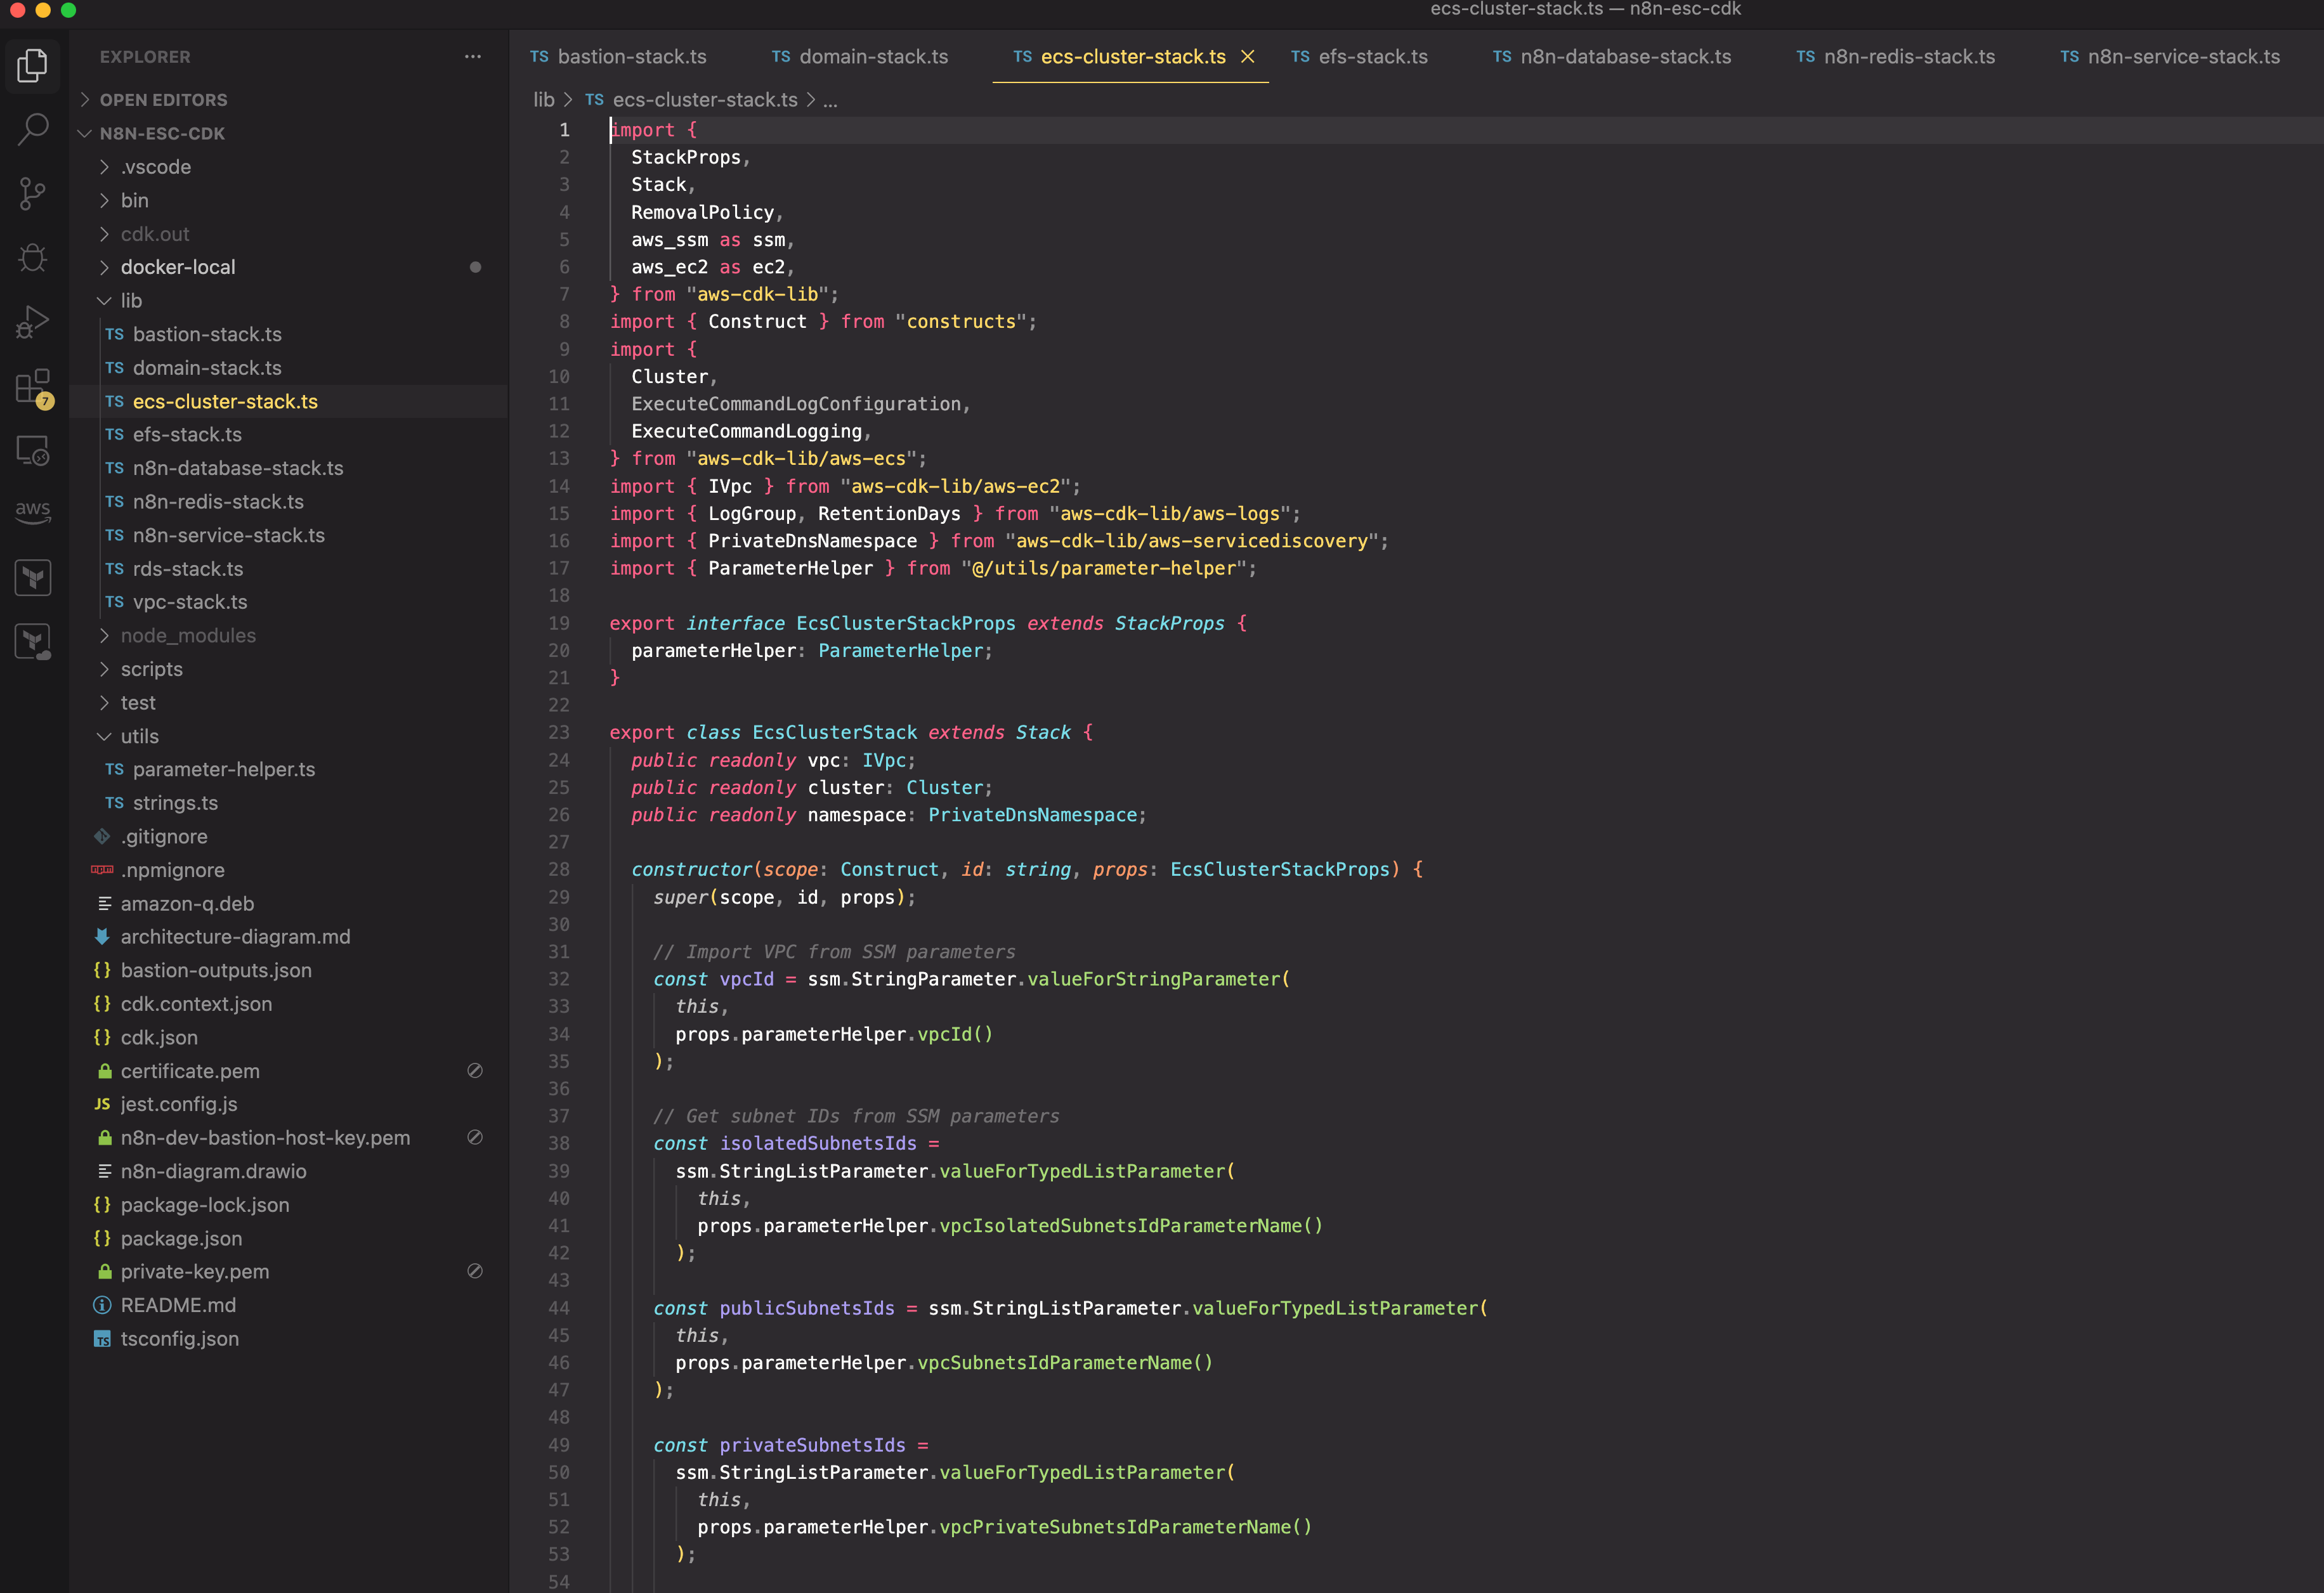 ecs-cluster-stack.ts — n8n-esc-cdk
EXPLORER
OPEN EDITORS
N8N-ESC-CDK
.vscode
bin
cdk.out
docker-local
lib
TS bastion-stack.ts
TS domain-stack.ts
TS ecs-cluster-stack.ts
TS efs-stack.ts
TS n8n-database-stack.ts
TS n8n-redis-stack.ts
TS n8n-service-stack.ts
TS rds-stack.ts
TS vpc-stack.ts
node_modules
scripts
test
utils
TS parameter-helper.ts
TS strings.ts
.gitignore
npm .npmignore
amazon-q.deb
architecture-diagram.md
{} bastion-outputs.json
{} cdk.context.json
{} cdk.json
certificate.pem
JS jest.config.js
n8n-dev-bastion-host-key.pem
n8n-diagram.drawio
{} package-lock.json
{} package.json
private-key.pem
README.md
TS tsconfig.json
7
aws
TS bastion-stack.ts TS domain-stack.ts TS ecs-cluster-stack.ts TS efs-stack.ts TS n8n-database-stack.ts TS n8n-redis-stack.ts TS n8n-service-stack.ts
lib > TS ecs-cluster-stack.ts > ...
1 import {
2 StackProps,
3 Stack,
4 RemovalPolicy,
5 aws_ssm as ssm,
6 aws_ec2 as ec2,
7 } from "aws-cdk-lib";
8 import { Construct } from "constructs";
9 import {
10 Cluster,
11 ExecuteCommandLogConfiguration,
12 ExecuteCommandLogging,
13 } from "aws-cdk-lib/aws-ecs";
14 import { IVpc } from "aws-cdk-lib/aws-ec2";
15 import { LogGroup, RetentionDays } from "aws-cdk-lib/aws-logs";
16 import { PrivateDnsNamespace } from "aws-cdk-lib/aws-servicediscovery";
17 import { ParameterHelper } from "@/utils/parameter-helper";
18
19 export interface EcsClusterStackProps extends StackProps {
20 parameterHelper: ParameterHelper;
21 }
22
23 export class EcsClusterStack extends Stack {
24 public readonly vpc: IVpc;
25 public readonly cluster: Cluster;
26 public readonly namespace: PrivateDnsNamespace;
27
28 constructor(scope: Construct, id: string, props: EcsClusterStackProps) {
29 super(scope, id, props);
30
31 // Import VPC from SSM parameters
32 const vpcId = ssm.StringParameter.valueForStringParameter(
33 this,
34 props.parameterHelper.vpcId()
35 );
36
37 // Get subnet IDs from SSM parameters
38 const isolatedSubnetsIds =
39 ssm.StringListParameter.valueForTypedListParameter(
40 this,
41 props.parameterHelper.vpcIsolatedSubnetsIdParameterName()
42 );
43
44 const publicSubnetsIds = ssm.StringListParameter.valueForTypedListParameter(
45 this,
46 props.parameterHelper.vpcSubnetsIdParameterName()
47 );
48
49 const privateSubnetsIds =
50 ssm.StringListParameter.valueForTypedListParameter(
51 this,
52 props.parameterHelper.vpcPrivateSubnetsIdParameterName()
53 );
54